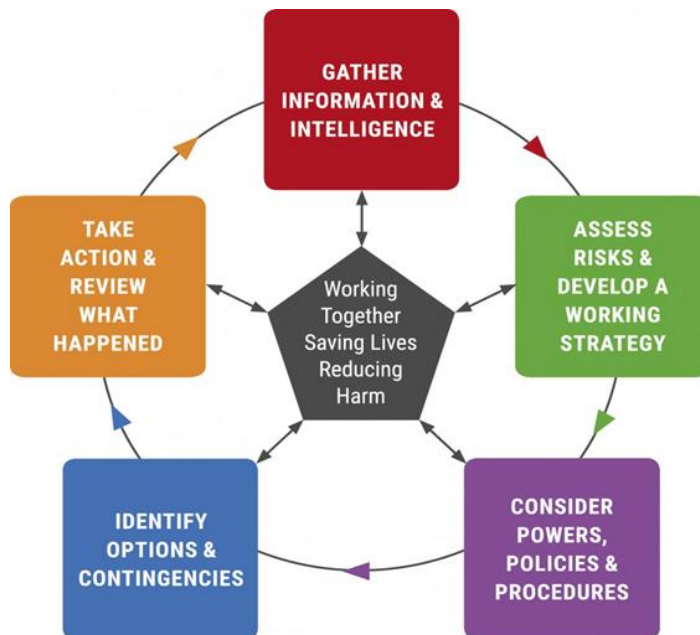 GATHER
INFORMATION &
INTELLIGENCE
ASSESS
RISKS &
DEVELOP A
WORKING
STRATEGY
CONSIDER
POWERS,
POLICIES &
PROCEDURES
IDENTIFY
OPTIONS &
CONTINGENCIES
TAKE
ACTION &
REVIEW
WHAT
HAPPENED
Working
Together
Saving Lives
Reducing
Harm